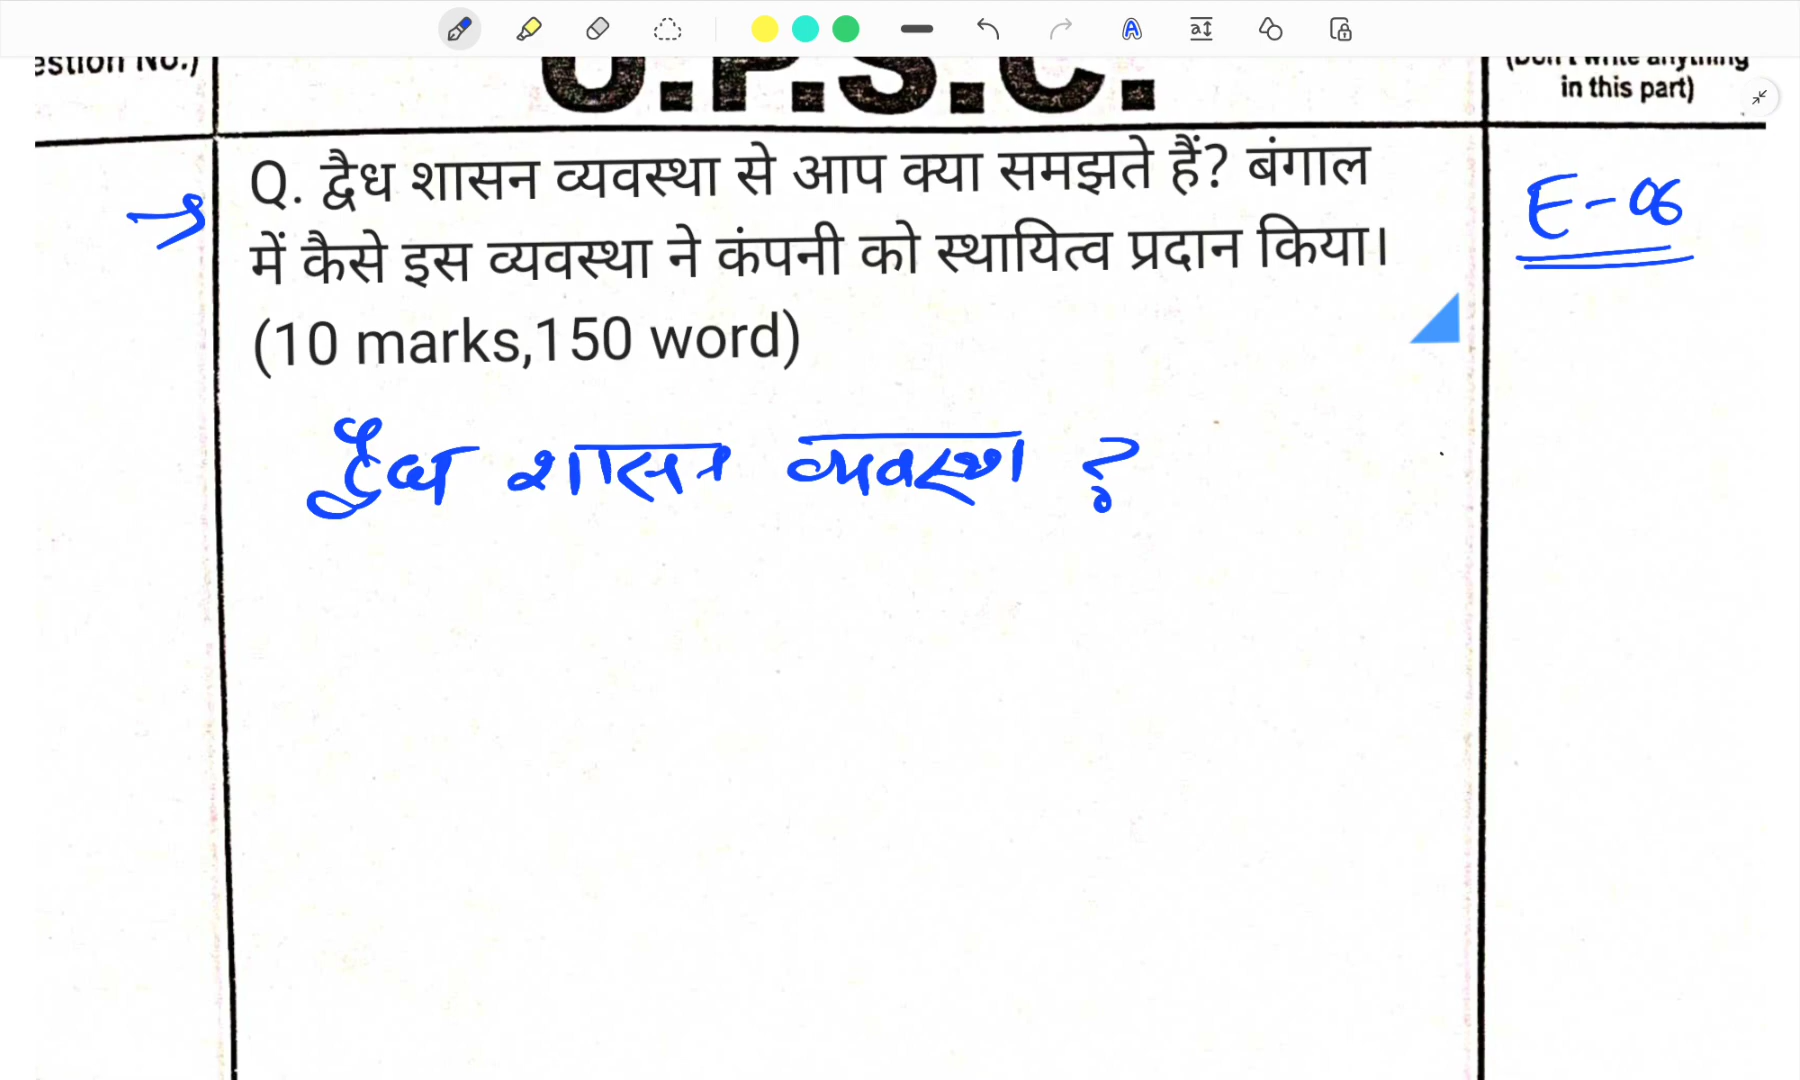 estion No.)
U.P.S.C.
(Don't write anything
in this part)
Q. द्वैध शासन व्यवस्था से आप क्या समझते हैं? बंगाल
में कैसे इस व्यवस्था ने कंपनी को स्थायित्व प्रदान किया।
(10 marks,150 word)
E-06
द्वैध शासन व्यवस्था ?